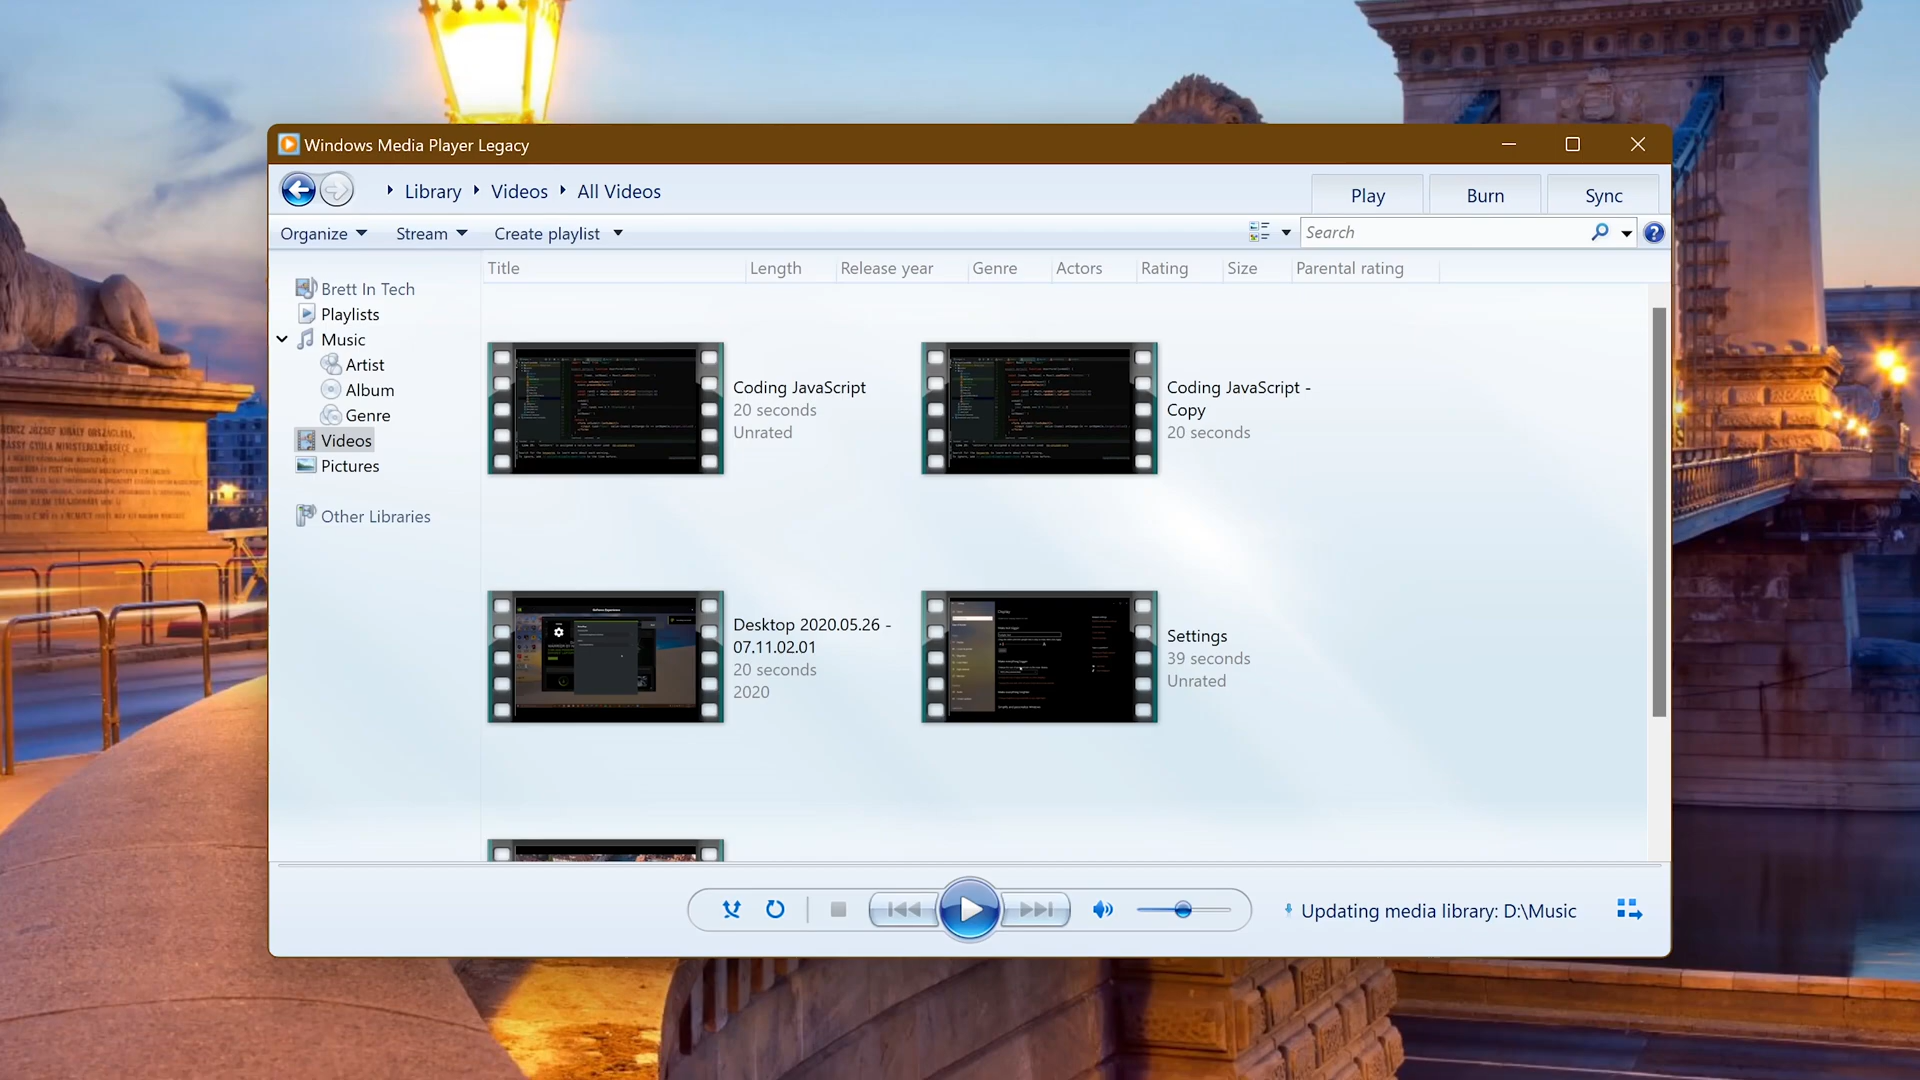 Windows Media Player Legacy
Library Videos All Videos
Play Burn Sync
Organize Stream Create playlist
Search
Title Length Release year Genre Actors Rating Size Parental rating
Brett In Tech
Playlists
Music
Artist
Album
Genre
Videos
Pictures
Other Libraries
Coding JavaScript
20 seconds
Unrated
Coding JavaScript -
Copy
20 seconds
Desktop 2020.05.26 -
07.11.02.01
20 seconds
2020
Settings
39 seconds
Unrated
Updating media library: D:\Music